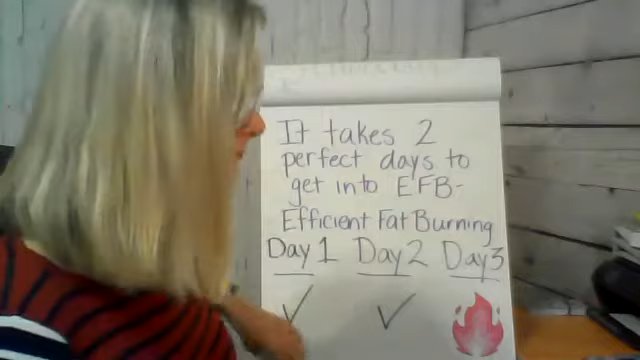 It takes 2
perfect days to
get into EFB-
Efficient Fat Burning
Day 1 Day 2 Day 3
✓ ✓